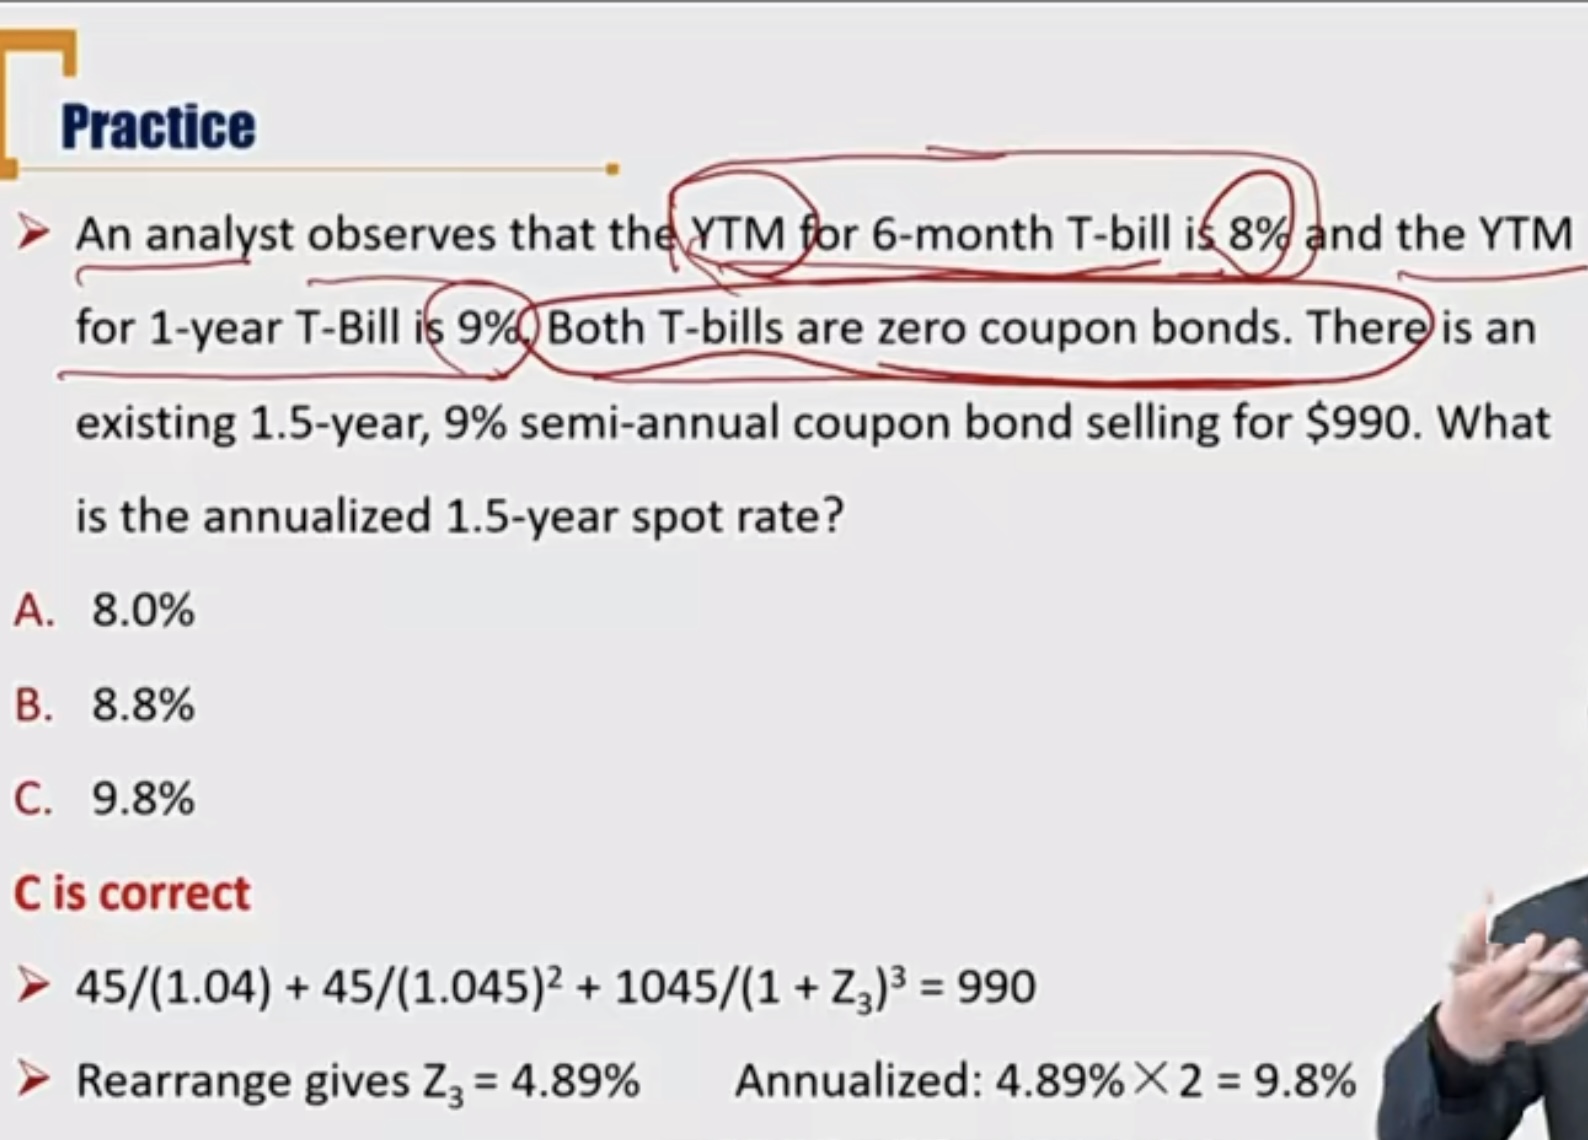 Practice
An analyst observes that the YTM for 6-month T-bill is 8% and the YTM
for 1-year T-Bill is 9%. Both T-bills are zero coupon bonds. There is an
existing 1.5-year, 9% semi-annual coupon bond selling for $990. What
is the annualized 1.5-year spot rate?
A. 8.0%
B. 8.8%
C. 9.8%
C is correct
45/(1.04) + 45/(1.045)² + 1045/(1 + Z₃)³ = 990
Rearrange gives Z₃ = 4.89% Annualized: 4.89%×2 = 9.8%